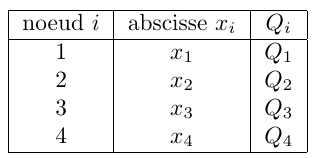 noeud i abscisse x_i Q_i
1 x_1 Q_1
2 x_2 Q_2
3 x_3 Q_3
4 x_4 Q_4